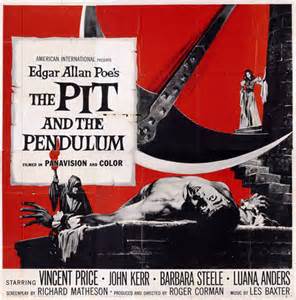 AMERICAN INTERNATIONAL PRESENTS
Edgar Allan Poe's
THE PIT
AND THE
PENDULUM
FILMED IN PANAVISION AND COLOR
STARRING VINCENT PRICE • JOHN KERR • BARBARA STEELE • LUANA ANDERS
SCREENPLAY BY RICHARD MATHESON • PRODUCED AND DIRECTED BY ROGER CORMAN • MUSIC BY LES BAXTER